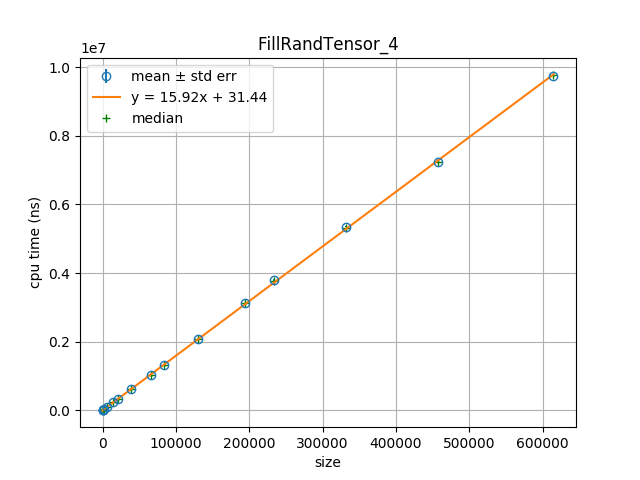 FillRandTensor_4
1e7
mean ± std err
y = 15.92x + 31.44
median
1.0
0.8
0.6
0.4
0.2
0.0
cpu time (ns)
0 100000 200000 300000 400000 500000 600000
size